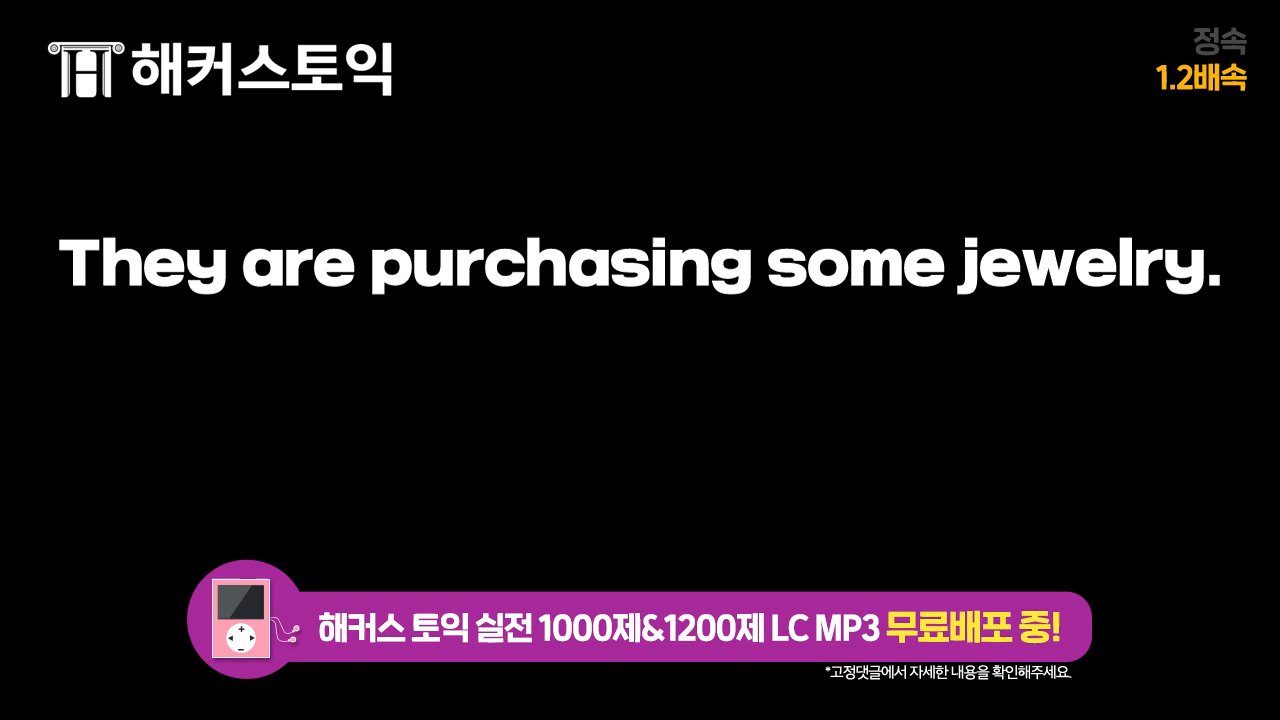 해커스토익
정속
1.2배속
They are purchasing some jewelry.
해커스 토익 실전 1000제&1200제 LC MP3 무료배포 중!
*고정댓글에서 자세한 내용을 확인해주세요.